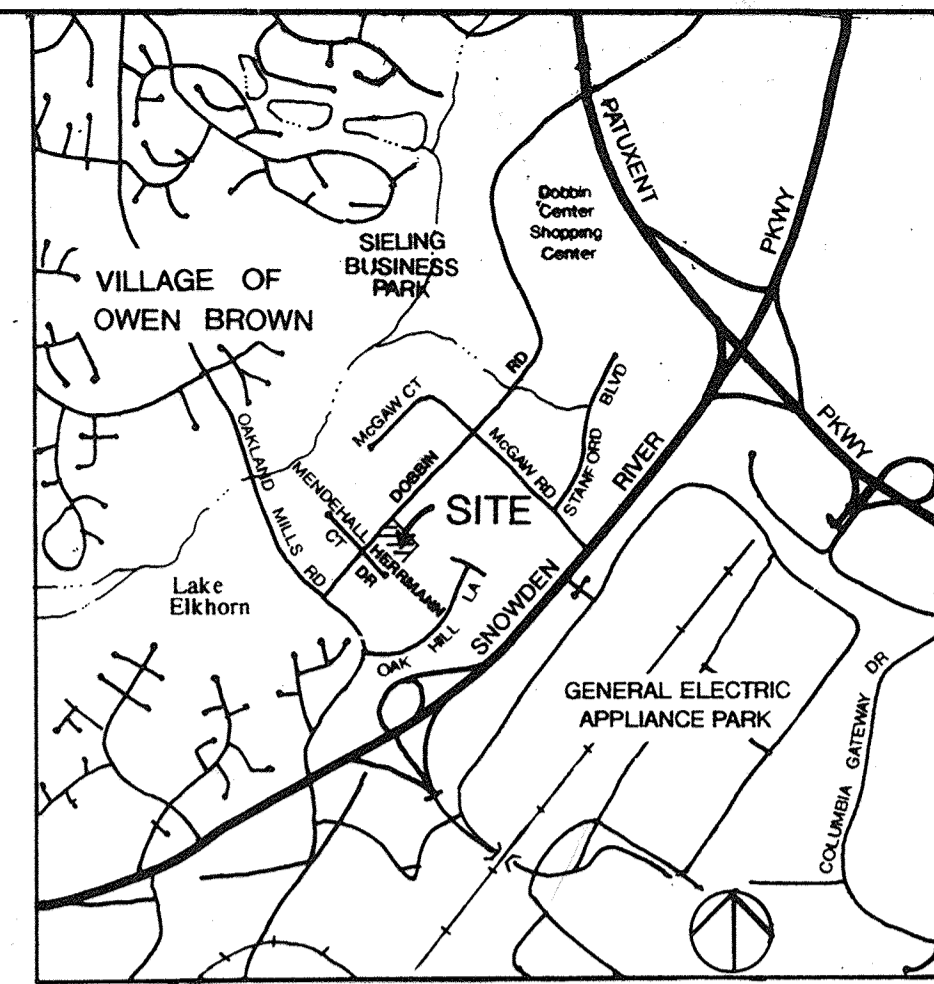 PATUXENT
PKWY
Dobbin
Center
Shopping
Center
SIELING
BUSINESS
PARK
VILLAGE OF
OWEN BROWN
RD
BLVD
McGAW CT
PKWY
OAKLAND
McGAW RD
STANFORD
RIVER
DOBBIN
MENDEHALL
CT
SITE
MILLS
RD
HERRMANN
DR
Lake
Elkhorn
LA
HILL
OAK
SNOWDEN
GENERAL ELECTRIC
APPLIANCE PARK
DR
GATEWAY
COLUMBIA